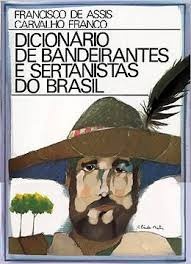 FRANCISCO DE ASSIS
CARVALHO FRANCO
DICIONÁRIO
DE BANDEIRANTES
E SERTANISTAS
DO BRASIL